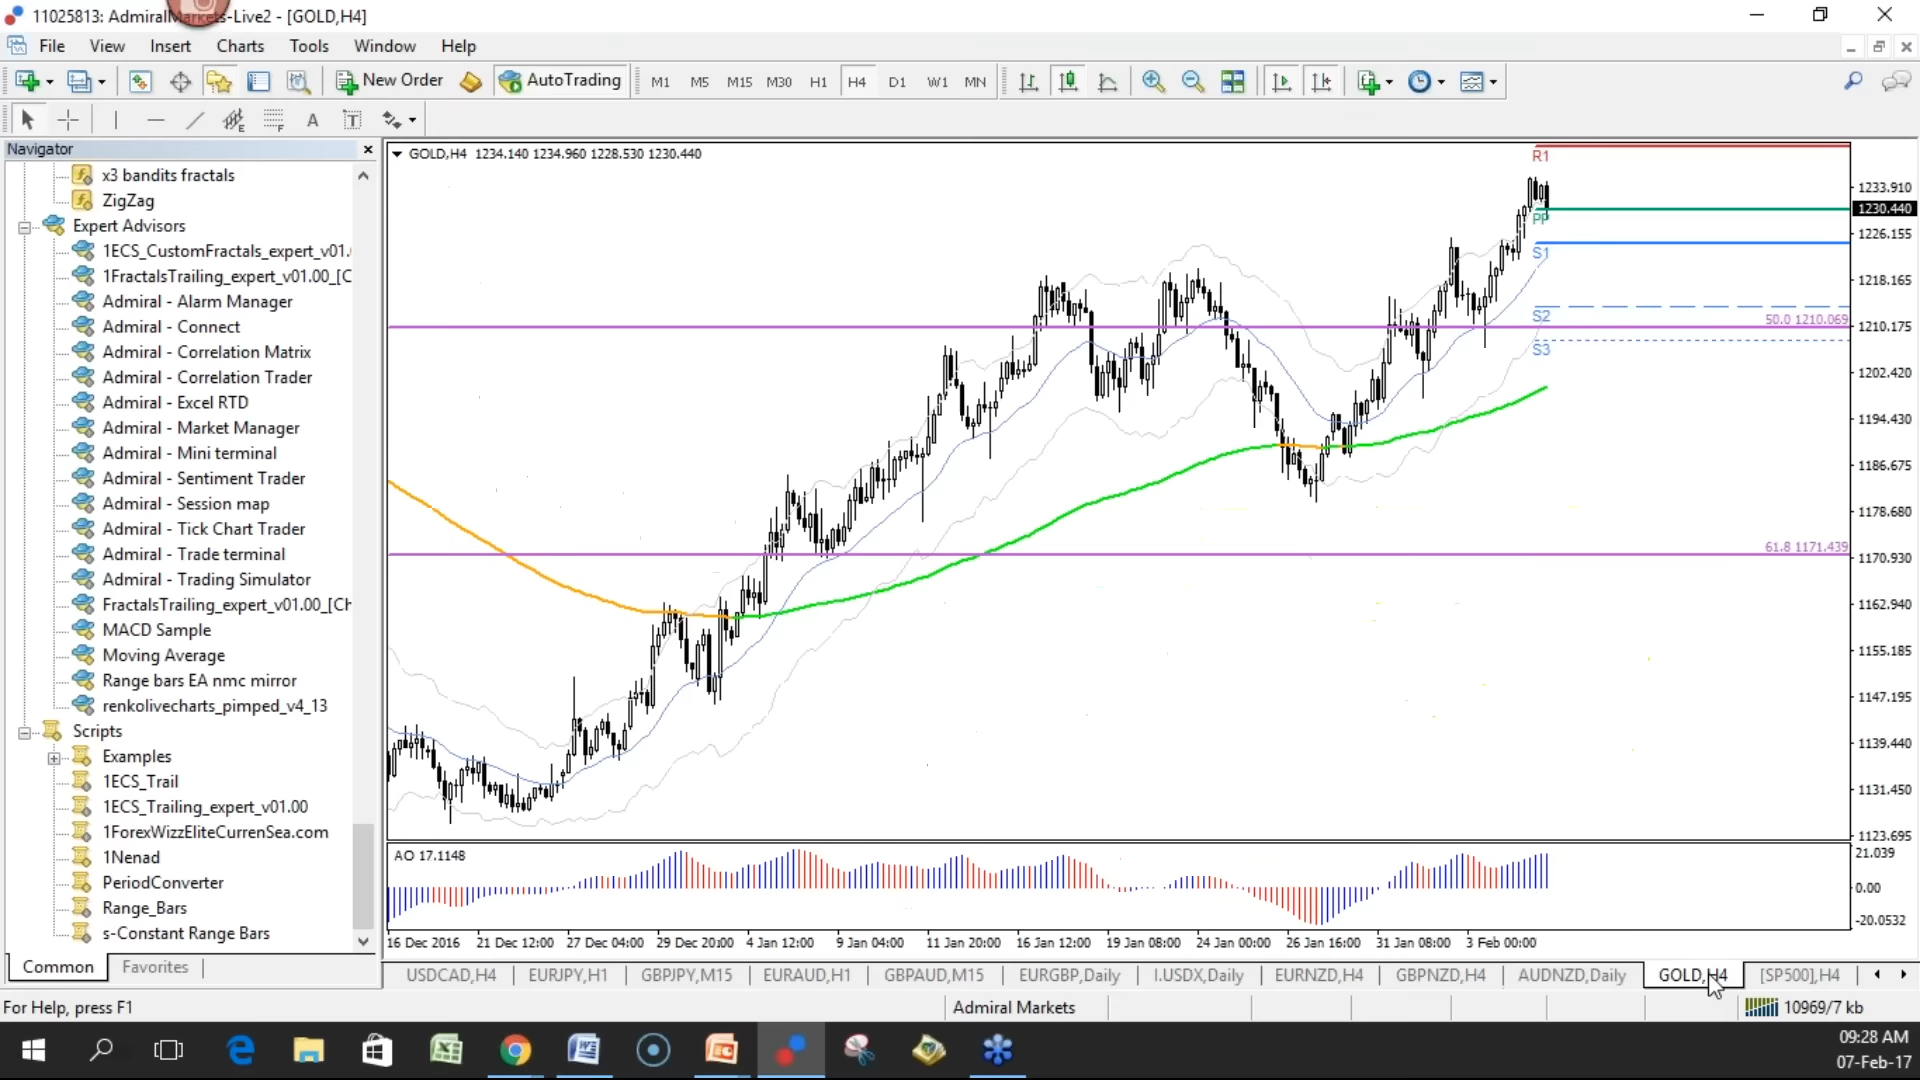 11025813: AdmiralMarkets-Live2 - [GOLD,H4]
File View Insert Charts Tools Window Help
New Order AutoTrading M1 M5 M15 M30 H1 H4 D1 W1 MN
A T
Navigator
x3 bandits fractals
ZigZag
Expert Advisors
1ECS_CustomFractals_expert_v01.
1FractalsTrailing_expert_v01.00_[C
Admiral - Alarm Manager
Admiral - Connect
Admiral - Correlation Matrix
Admiral - Correlation Trader
Admiral - Excel RTD
Admiral - Market Manager
Admiral - Mini terminal
Admiral - Sentiment Trader
Admiral - Session map
Admiral - Tick Chart Trader
Admiral - Trade terminal
Admiral - Trading Simulator
FractalsTrailing_expert_v01.00_[Ch
MACD Sample
Moving Average
Range bars EA nmc mirror
renkolivecharts_pimped_v4_13
Scripts
Examples
1ECS_Trail
1ECS_Trailing_expert_v01.00
1ForexWizzEliteCurrenSea.com
1Nenad
PeriodConverter
Range_Bars
s-Constant Range Bars
Common Favorites
GOLD,H4 1234.140 1234.960 1228.530 1230.440
R1
PP
S1
S2
S3
50.0 1210.069
61.8 1171.439
1233.910
1230.440
1226.155
1218.165
1210.175
1202.420
1194.430
1186.675
1178.680
1170.930
1162.940
1155.185
1147.195
1139.440
1131.450
1123.695
AO 17.1148
21.039
0.00
-20.0532
16 Dec 2016 21 Dec 12:00 27 Dec 04:00 29 Dec 20:00 4 Jan 12:00 9 Jan 04:00 11 Jan 20:00 16 Jan 12:00 19 Jan 08:00 24 Jan 00:00 26 Jan 16:00 31 Jan 08:00 3 Feb 00:00
USDCAD,H4 EURJPY,H1 GBPJPY,M15 EURAUD,H1 GBPAUD,M15 EURGBP,Daily I.USDX,Daily EURNZD,H4 GBPNZD,H4 AUDNZD,Daily GOLD,H4 [SP500],H4
For Help, press F1 Admiral Markets 10969/7 kb
09:28 AM
07-Feb-17